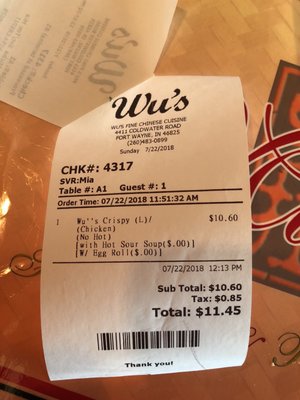 Wu's
WU'S FINE CHINESE CUISINE
4411 COLDWATER ROAD
FORT WAYNE, IN 46825
(260)483-0899
Sunday 7/22/2018
CHK#: 4317
SVR:Mia
Table #: A1 Guest #: 1
Order Time: 07/22/2018 11:51:32 AM
1 Wu''s Crispy (L)/ $10.60
(Chicken)
(No Hot)
[with Hot Sour Soup($.00)]
[W/ Egg Roll($.00)]
07/22/2018 12:13 PM
Sub Total: $10.60
Tax: $0.85
Total: $11.45
Thank you!